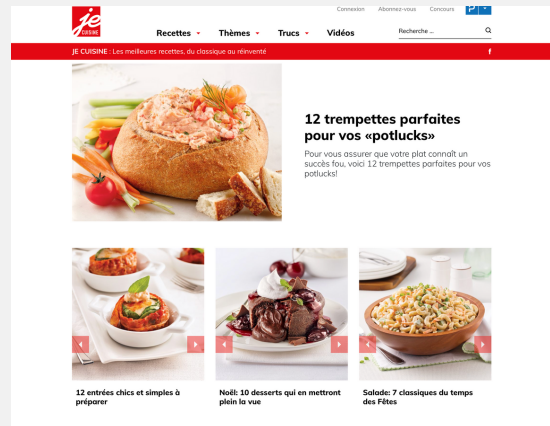 Connexion Abonnez-vous Concours P
je
CUISINE
Recettes Thèmes Trucs Vidéos
Recherche ...
JE CUISINE : Les meilleures recettes, du classique au réinventé f
12 trempettes parfaites
pour vos «potlucks»
Pour vous assurer que votre plat connaît un
succès fou, voici 12 trempettes parfaites pour vos
potlucks!
12 entrées chics et simples à
préparer
Noël: 10 desserts qui en mettront
plein la vue
Salade: 7 classiques du temps
des Fêtes